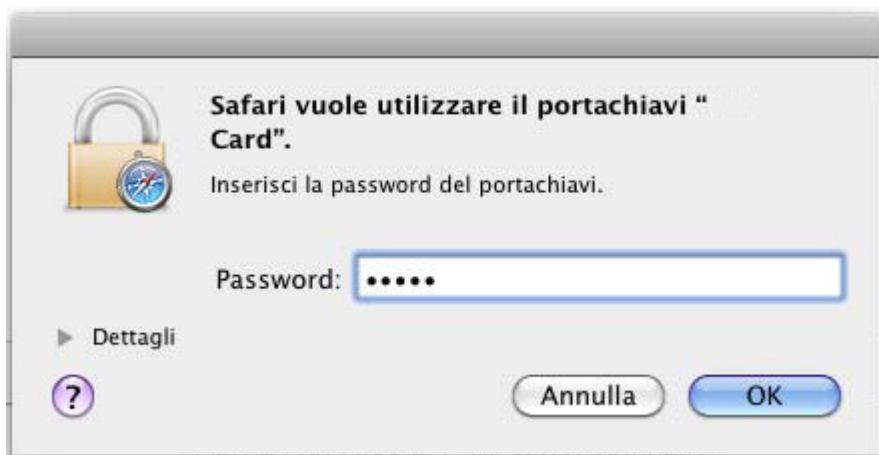 Safari vuole utilizzare il portachiavi “
Card”.
Inserisci la password del portachiavi.
Password: •••••
Dettagli
?
Annulla
OK